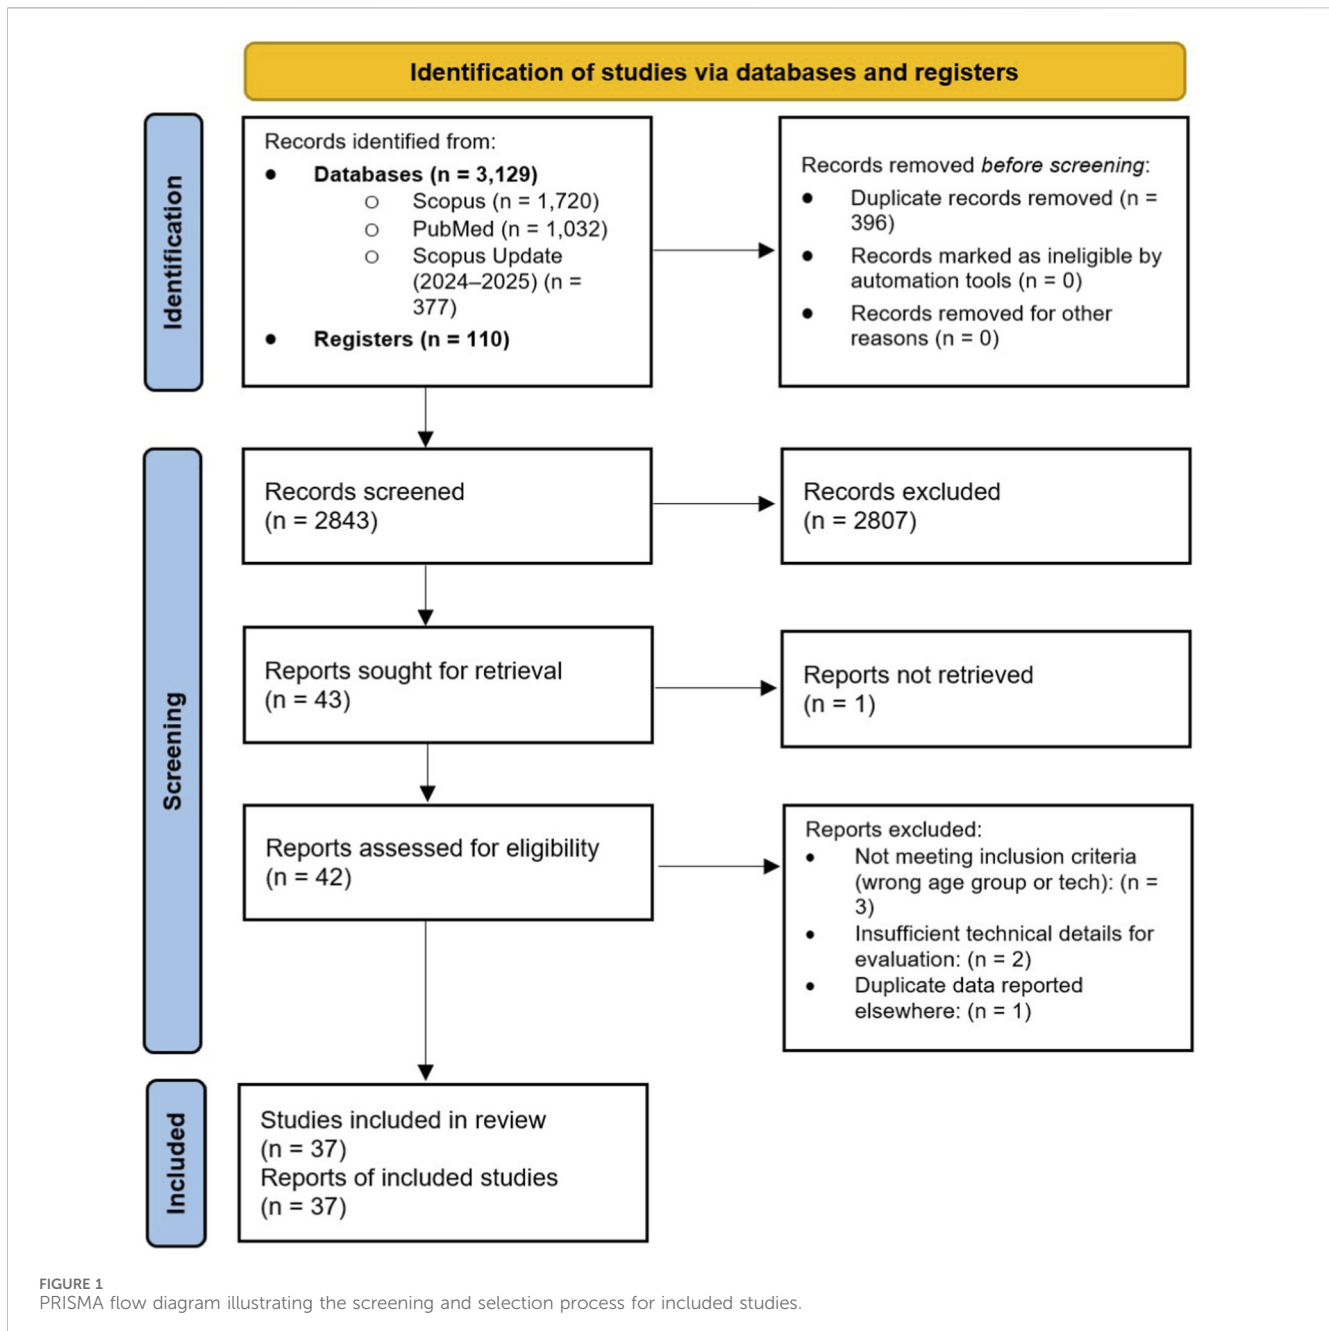 Identification of studies via databases and registers
Identification
Records identified from:
● Databases (n = 3,129)
○ Scopus (n = 1,720)
○ PubMed (n = 1,032)
○ Scopus Update
(2024–2025) (n =
377)
● Registers (n = 110)
Records removed before screening:
● Duplicate records removed (n =
396)
● Records marked as ineligible by
automation tools (n = 0)
● Records removed for other
reasons (n = 0)
Screening
Records screened
(n = 2843)
Records excluded
(n = 2807)
Reports sought for retrieval
(n = 43)
Reports not retrieved
(n = 1)
Reports assessed for eligibility
(n = 42)
Reports excluded:
● Not meeting inclusion criteria
(wrong age group or tech): (n =
3)
● Insufficient technical details for
evaluation: (n = 2)
● Duplicate data reported
elsewhere: (n = 1)
Included
Studies included in review
(n = 37)
Reports of included studies
(n = 37)
FIGURE 1
PRISMA flow diagram illustrating the screening and selection process for included studies.